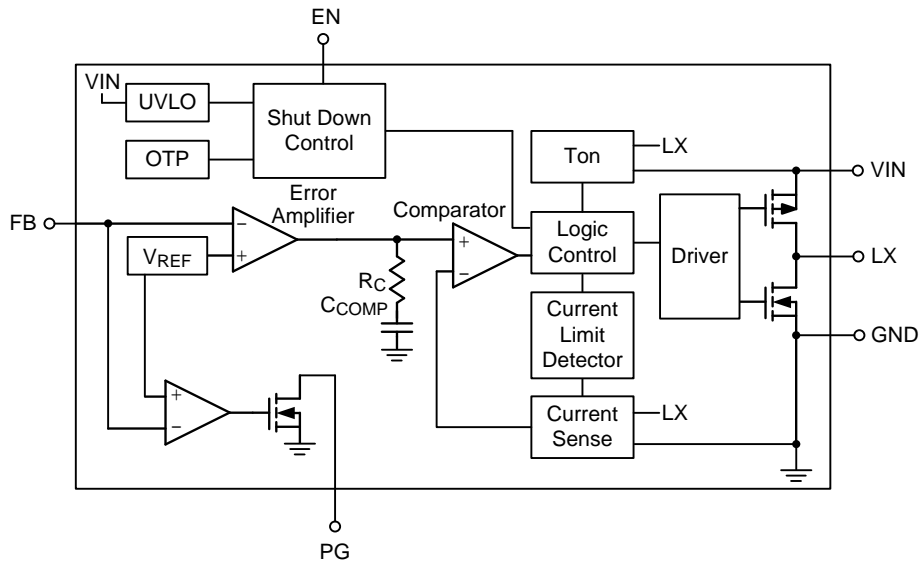 EN
VIN
UVLO
Shut Down
Control
OTP
Ton
LX
VIN
Error
Amplifier
Comparator
FB
−
+
VREF
+
−
Logic
Control
Driver
LX
RC
CCOMP
Current
Limit
Detector
GND
+
−
Current
Sense
LX
PG